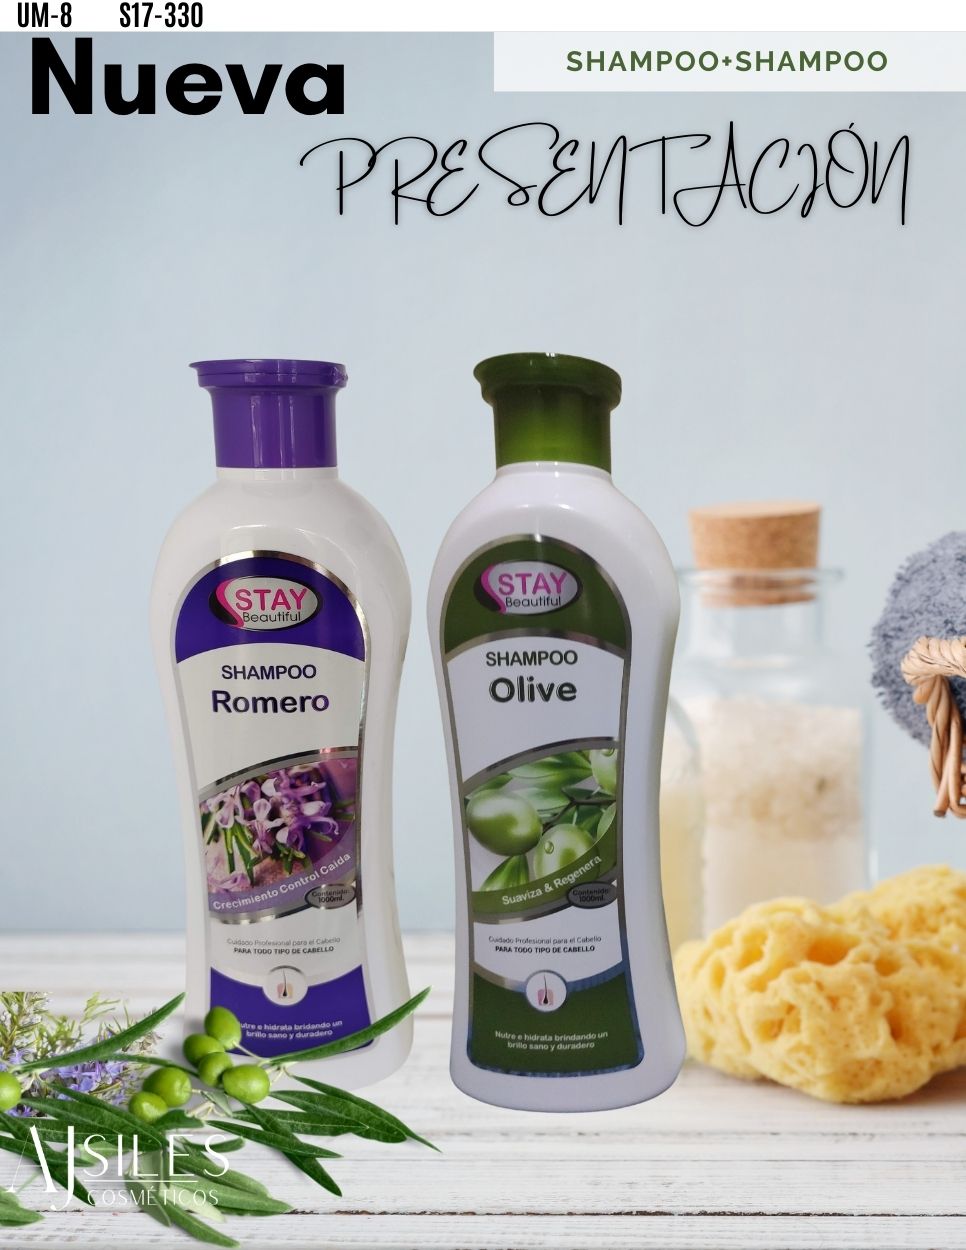 UM-8 S17-330
Nueva
SHAMPOO+SHAMPOO
PRESENTACIÓN
STAY
Beautiful
SHAMPOO
Romero
Crecimiento Control Caida
Contenido:
1000ml.
Cuidado Profesional para el Cabello
PARA TODO TIPO DE CABELLO
utre e hidrata brindando un
brillo sano y duradero
STAY
Beautiful
SHAMPOO
Olive
Suaviza & Regenera
Contenido:
1000ml.
Cuidado Profesional para el Cabello
PARA TODO TIPO DE CABELLO
Nutre e hidrata brindando un
brillo sano y duradero
AJSILES
COSMÉTICOS